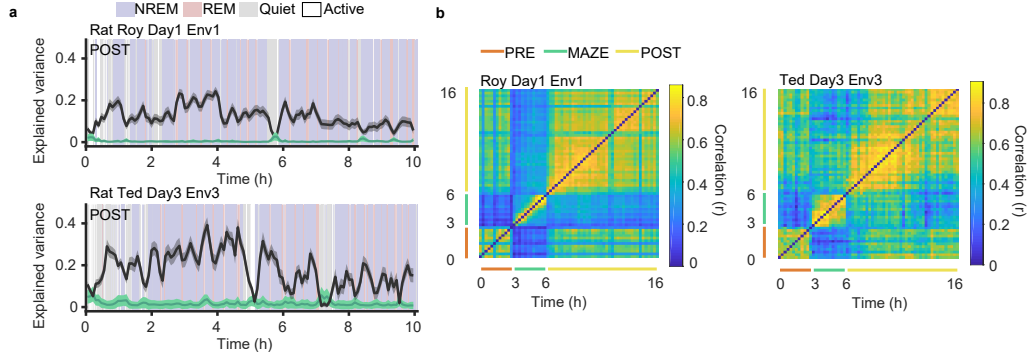 a
NREM REM Quiet Active
Rat Roy Day1 Env1
POST
Explained variance
0.4
0.2
0
0 2 4 6 8 10
Time (h)
Rat Ted Day3 Env3
POST
Explained variance
0.4
0.2
0
0 2 4 6 8 10
Time (h)
b
PRE MAZE POST
Roy Day1 Env1
16
6
3
0
0 3 6 16
Time (h)
0.8
0.6
0.4
0.2
0
Correlation (r)
Ted Day3 Env3
16
6
3
0
0 3 6 16
Time (h)
0.8
0.6
0.4
0.2
0
Correlation (r)